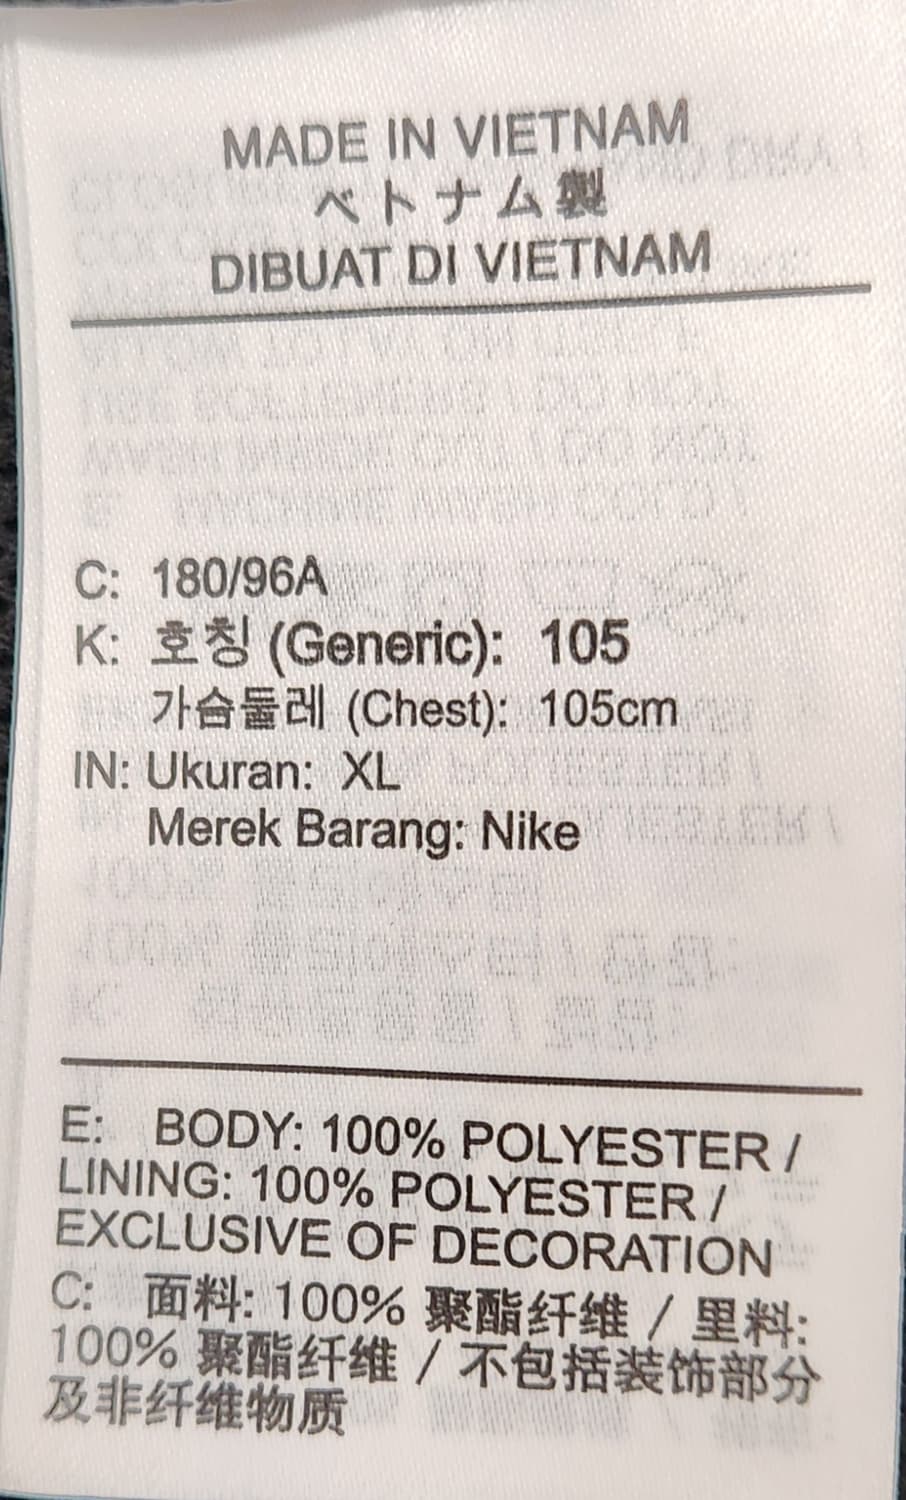 MADE IN VIETNAM
ベトナム製
DIBUAT DI VIETNAM
C: 180/96A
K: 호칭 (Generic): 105
가슴둘레 (Chest): 105cm
IN: Ukuran: XL
Merek Barang: Nike
E: BODY: 100% POLYESTER /
LINING: 100% POLYESTER /
EXCLUSIVE OF DECORATION
C: 面料: 100% 聚酯纤维 / 里料:
100% 聚酯纤维 / 不包括装饰部分
及非纤维物质